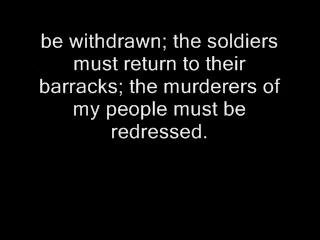 be withdrawn; the soldiers
must return to their
barracks; the murderers of
my people must be
redressed.